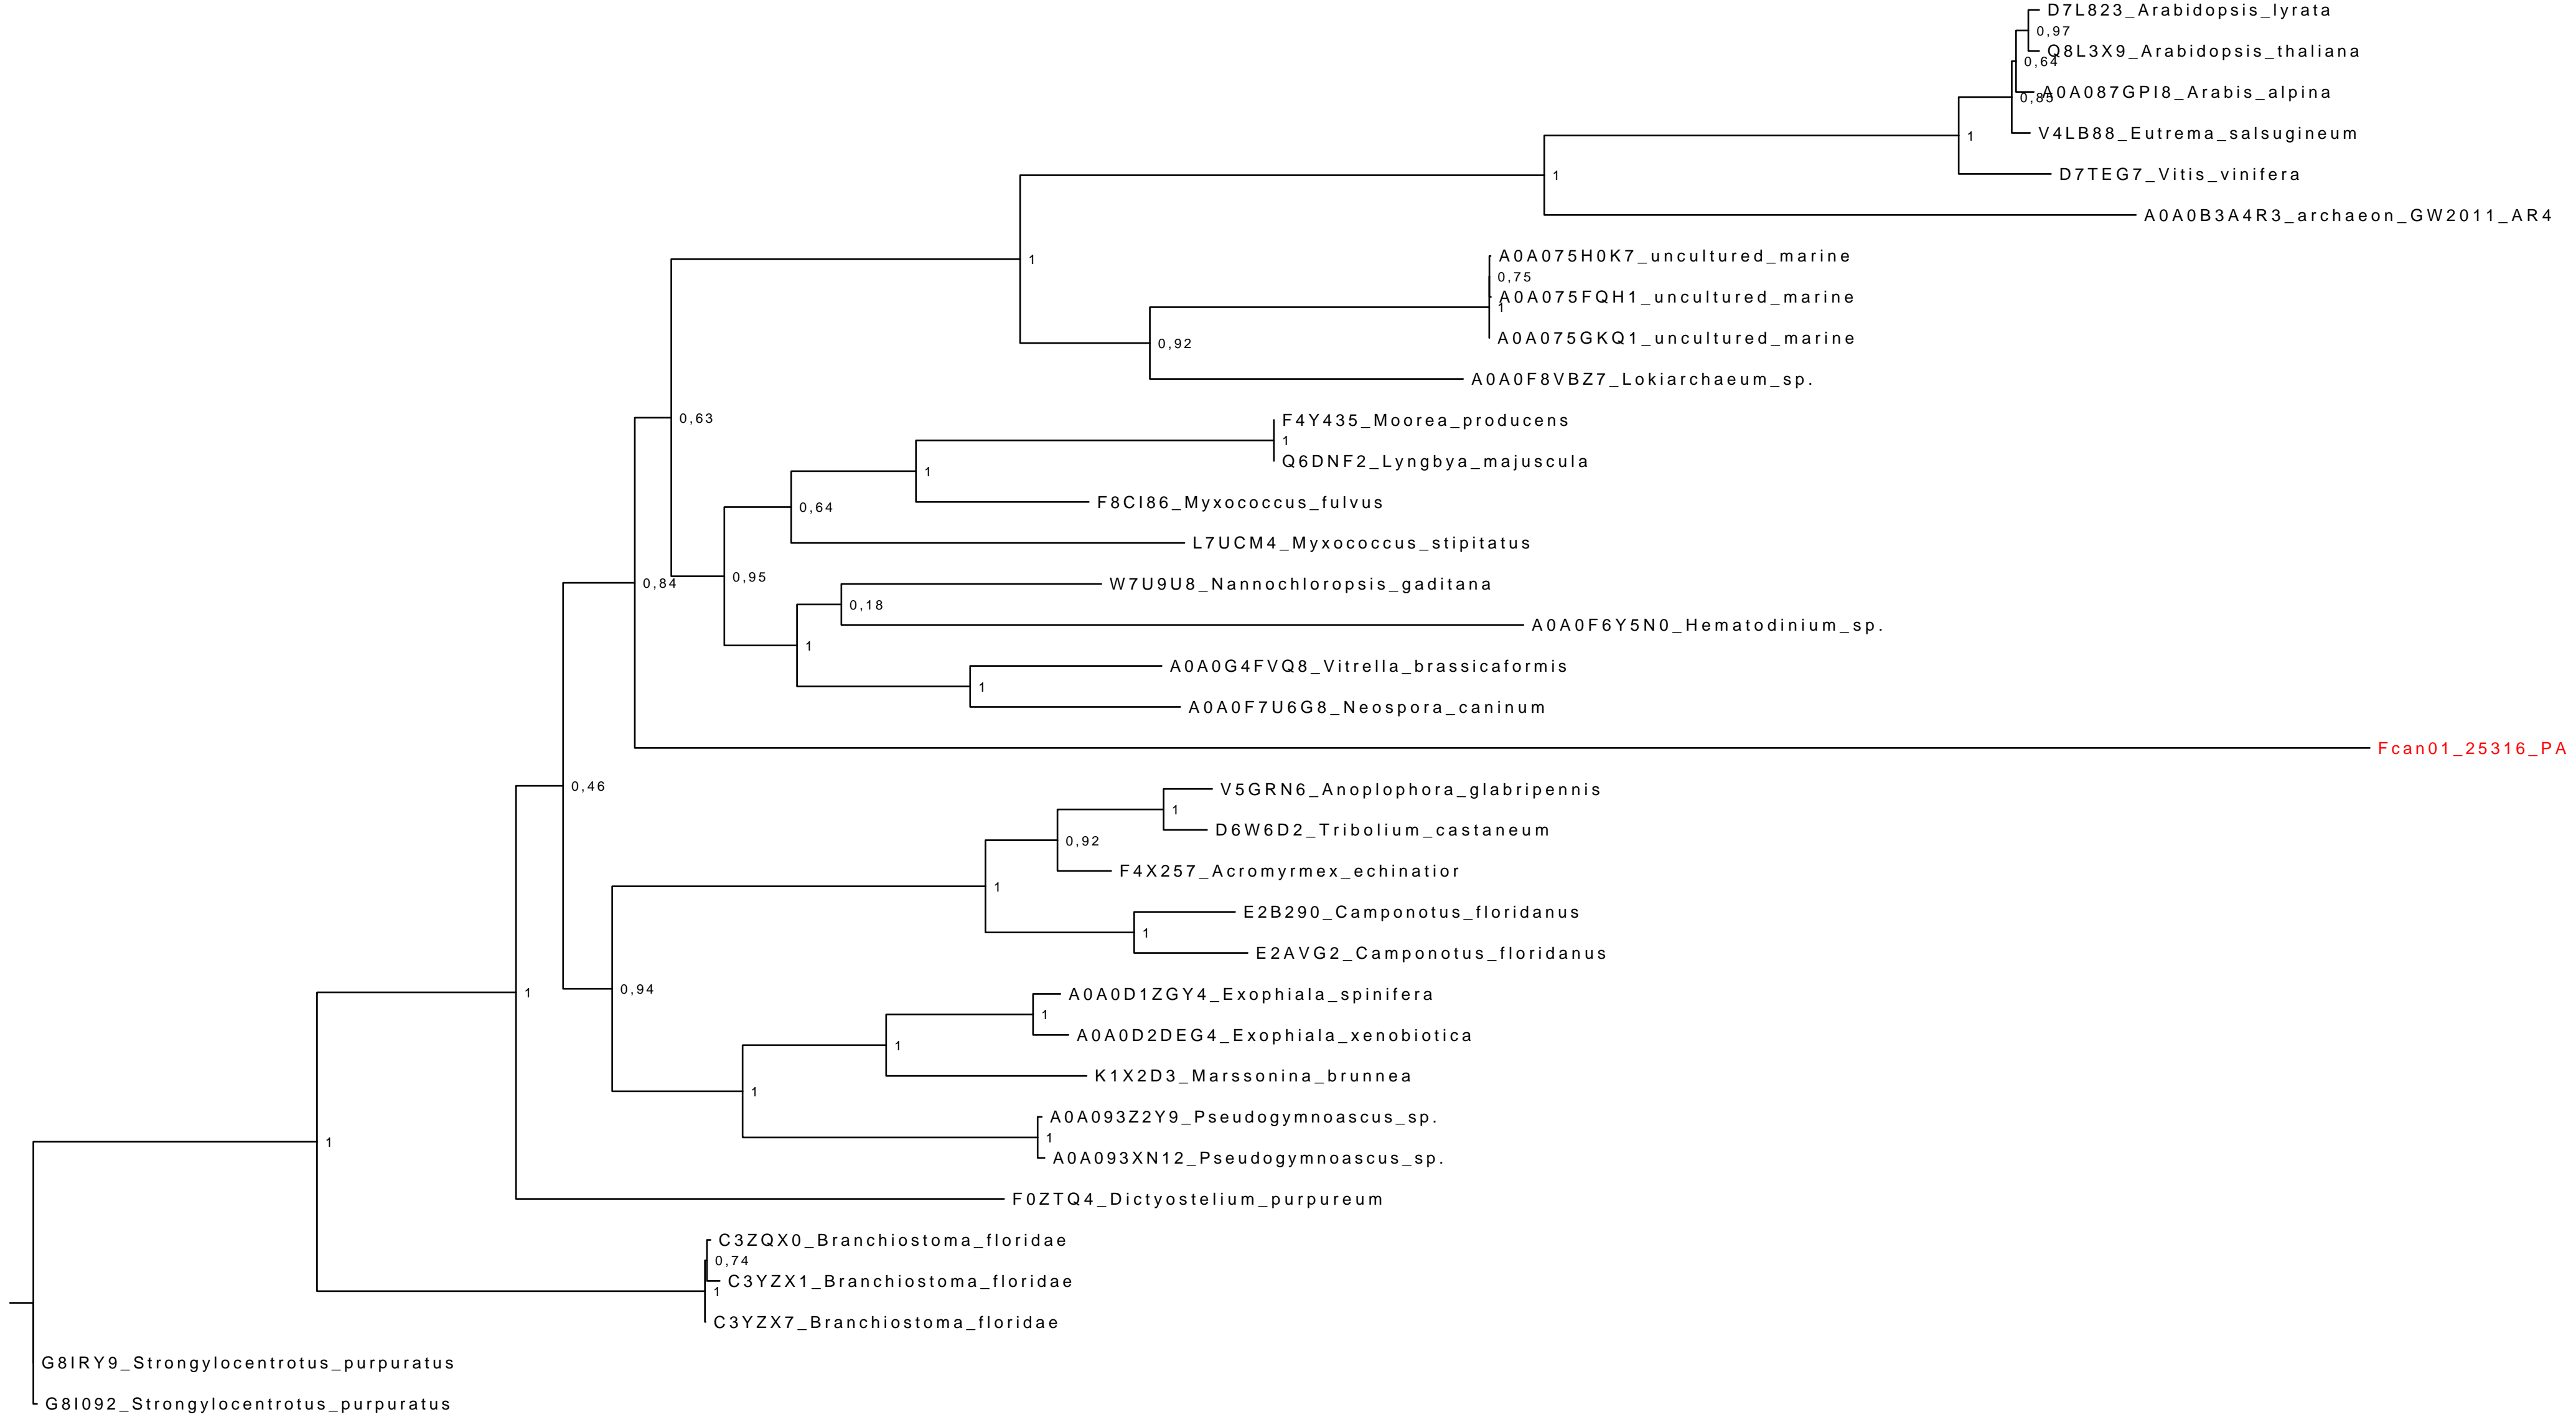 D7L823_Arabidopsis_lyrata
0,97
Q8L3X9_Arabidopsis_thaliana
0,64
A0A087GPI8_Arabis_alpina
0,85
V4LB88_Eutrema_salsugineum
1
D7TEG7_Vitis_vinifera
1
A0A0B3A4R3_archaeon_GW2011_AR4
A0A075H0K7_uncultured_marine
1
0,75
A0A075FQH1_uncultured_marine
1
A0A075GKQ1_uncultured_marine
0,92
A0A0F8VBZ7_Lokiarchaeum_sp.
0,63
F4Y435_Moorea_producens
1
Q6DNF2_Lyngbya_majuscula
1
F8CI86_Myxococcus_fulvus
0,64
L7UCM4_Myxococcus_stipitatus
0,95
0,84
W7U9U8_Nannochloropsis_gaditana
0,18
A0A0F6Y5N0_Hematodinium_sp.
1
A0A0G4FVQ8_Vitrella_brassicaformis
1
A0A0F7U6G8_Neospora_caninum
Fcan01_25316_PA
0,46
V5GRN6_Anoplophora_glabripennis
1
D6W6D2_Tribolium_castaneum
0,92
F4X257_Acromyrmex_echinatior
1
E2B290_Camponotus_floridanus
1
E2AVG2_Camponotus_floridanus
0,94
1
A0A0D1ZGY4_Exophiala_spinifera
1
A0A0D2DEG4_Exophiala_xenobiotica
1
K1X2D3_Marssonina_brunnea
1
A0A093Z2Y9_Pseudogymnoascus_sp.
1
1
A0A093XN12_Pseudogymnoascus_sp.
F0ZTQ4_Dictyostelium_purpureum
C3ZQX0_Branchiostoma_floridae
0,74
C3YZX1_Branchiostoma_floridae
1
C3YZX7_Branchiostoma_floridae
G8IRY9_Strongylocentrotus_purpuratus
G8I092_Strongylocentrotus_purpuratus